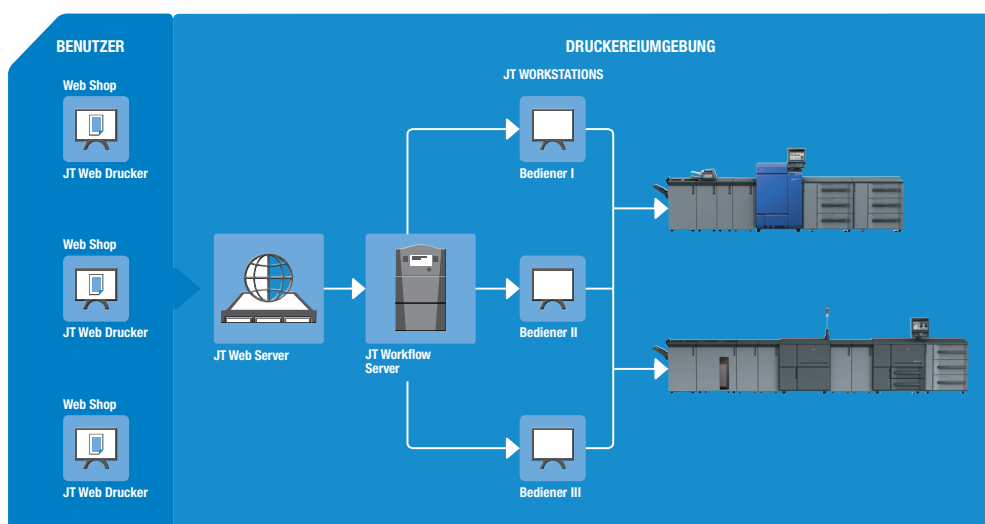 BENUTZER
DRUCKEREIUMGEBUNG
JT WORKSTATIONS
Web Shop
JT Web Drucker
Bediener I
Web Shop
JT Web Drucker
JT Web Server
JT Workflow
Server
Bediener II
Web Shop
JT Web Drucker
Bediener III